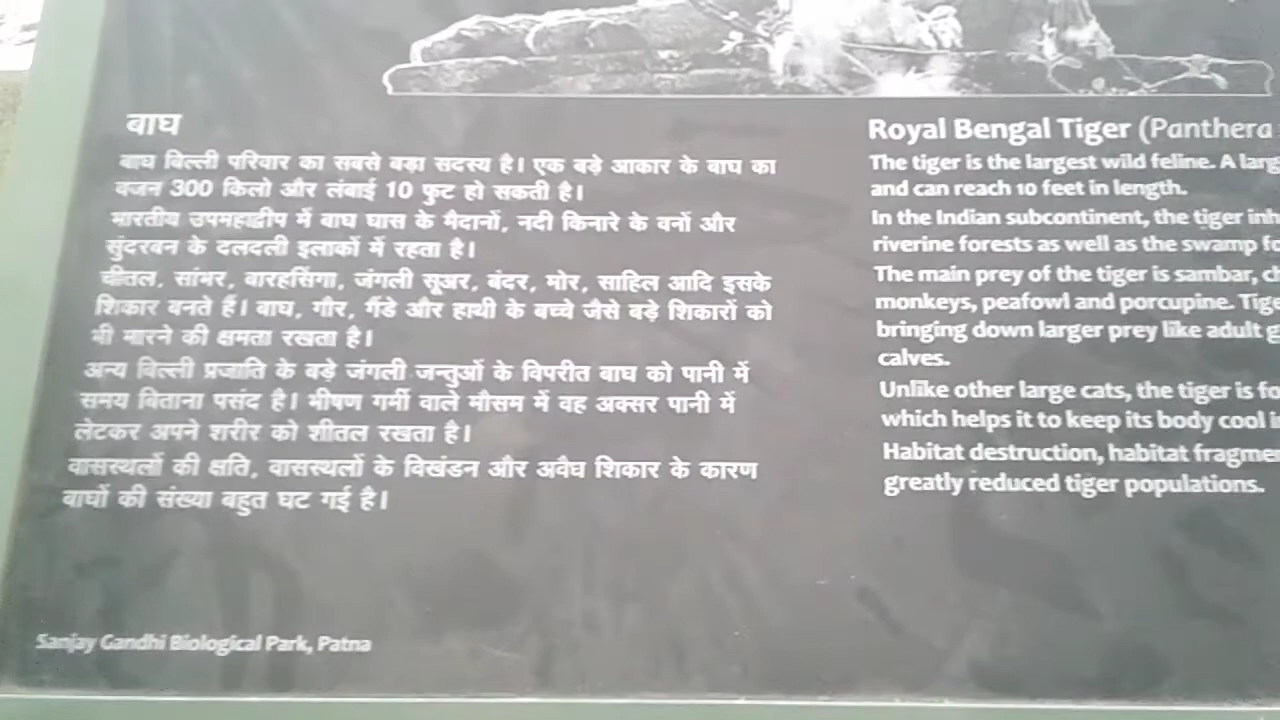 बाघ
बाघ बिल्ली परिवार का सबसे बड़ा सदस्य है। एक बड़े आकार के बाघ का
वजन 300 किलो और लंबाई 10 फुट हो सकती है।
भारतीय उपमहाद्वीप में बाघ घास के मैदानों, नदी किनारे के वनों और
सुंदरबन के दलदली इलाकों में रहता है।
चीतल, सांभर, बारहसिंगा, जंगली सूअर, बंदर, मोर, साहिल आदि इसके
शिकार बनते हैं। बाघ, गौर, गैंडे और हाथी के बच्चे जैसे बड़े शिकारों को
भी मारने की क्षमता रखता है।
अन्य बिल्ली प्रजाति के बड़े जंगली जन्तुओं के विपरीत बाघ को पानी में
समय बिताना पसंद है। भीषण गर्मी वाले मौसम में वह अक्सर पानी में
लेटकर अपने शरीर को शीतल रखता है।
वासस्थलों की क्षति, वासस्थलों के विखंडन और अवैध शिकार के कारण
बाघों की संख्या बहुत घट गई है।
Royal Bengal Tiger (Panthera
The tiger is the largest wild feline. A
and can reach 10 feet in length.
In the Indian subcontinent, the tiger
riverine forests as well as the swamp
The main prey of the tiger is sambar,
monkeys, peafowl and porcupine.
bringing down larger prey like adult
calves.
Unlike other large cats, the tiger is
which helps it to keep its body cool
Habitat destruction, habitat
greatly reduced tiger populations.
Sanjay Gandhi Biological Park, Patna